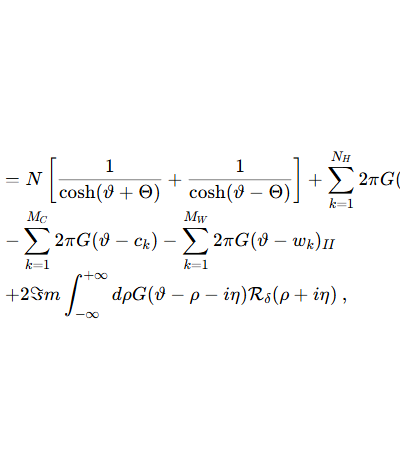 = N [ 1/cosh(ϑ + Θ) + 1/cosh(ϑ − Θ) ] + ∑_{k=1}^{N_H} 2πG(
− ∑_{k=1}^{M_C} 2πG(ϑ − c_k) − ∑_{k=1}^{M_W} 2πG(ϑ − w_k)_{II}
+2ℑm ∫_{−∞}^{+∞} dρG(ϑ − ρ − iη)ℛ_δ(ρ + iη) ,